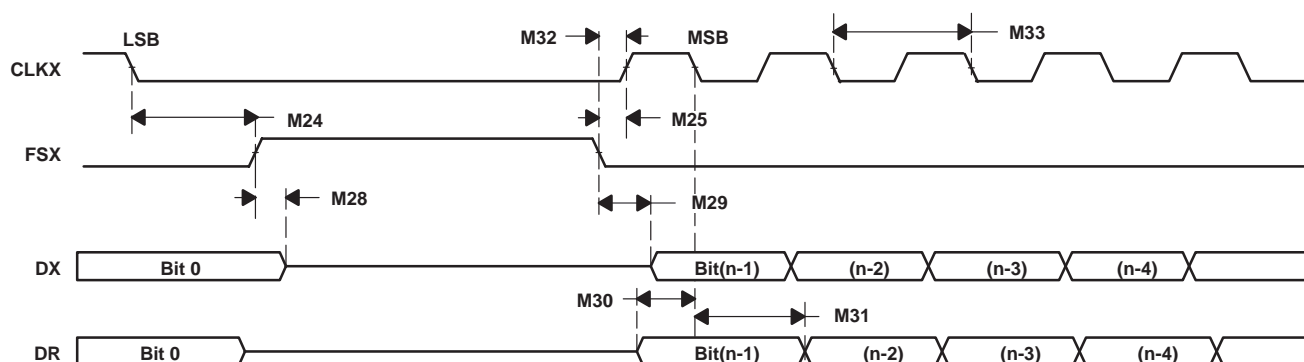 LSB M32 MSB M33
CLKX
M24 M25
FSX
M28 M29
DX Bit 0 Bit(n-1) (n-2) (n-3) (n-4)
M30 M31
DR Bit 0 Bit(n-1) (n-2) (n-3) (n-4)